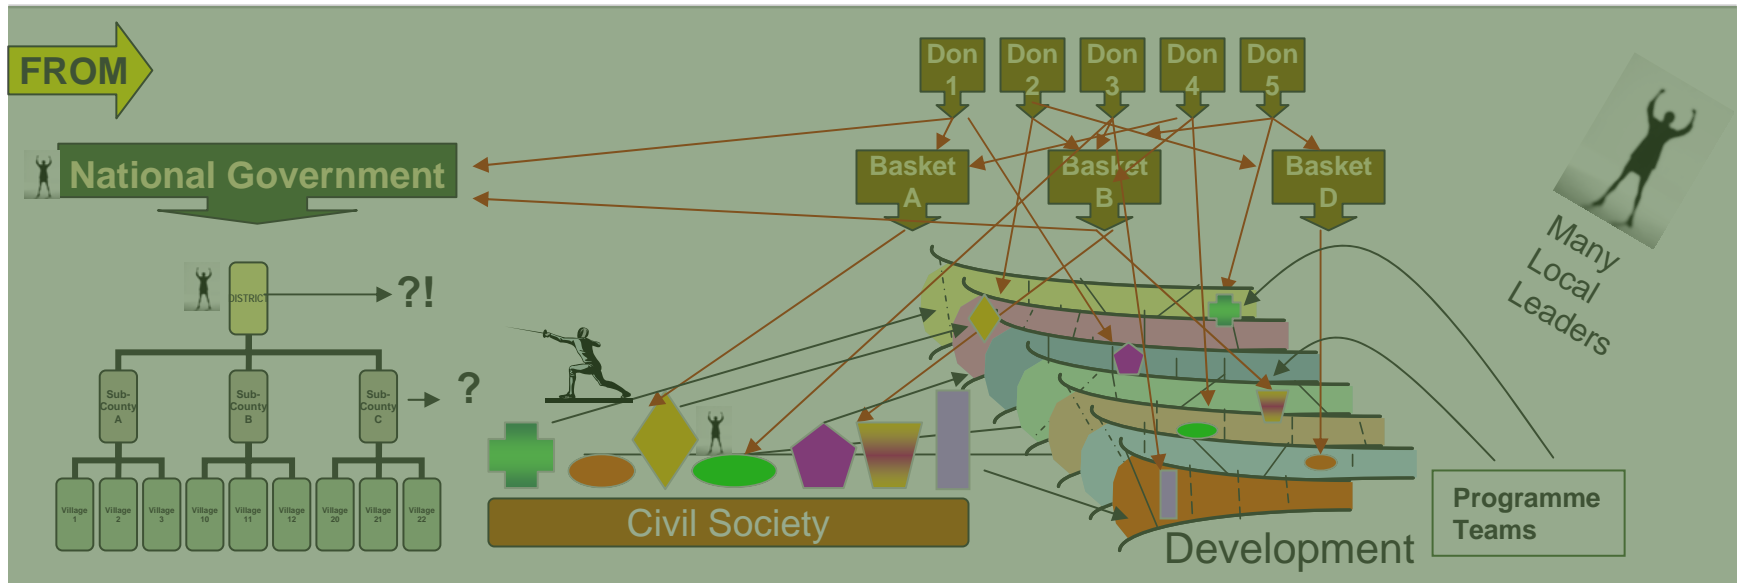 FROM
Don
1
Don
2
Don
3
Don
4
Don
5
National Government
Basket
A
Basket
B
Basket
D
Many
Local
Leaders
DISTRICT
?!
Sub-
County
A
Sub-
County
B
Sub-
County
C
?
Village
1
Village
2
Village
3
Village
10
Village
11
Village
12
Village
20
Village
21
Village
22
Civil Society
Development
Programme
Teams